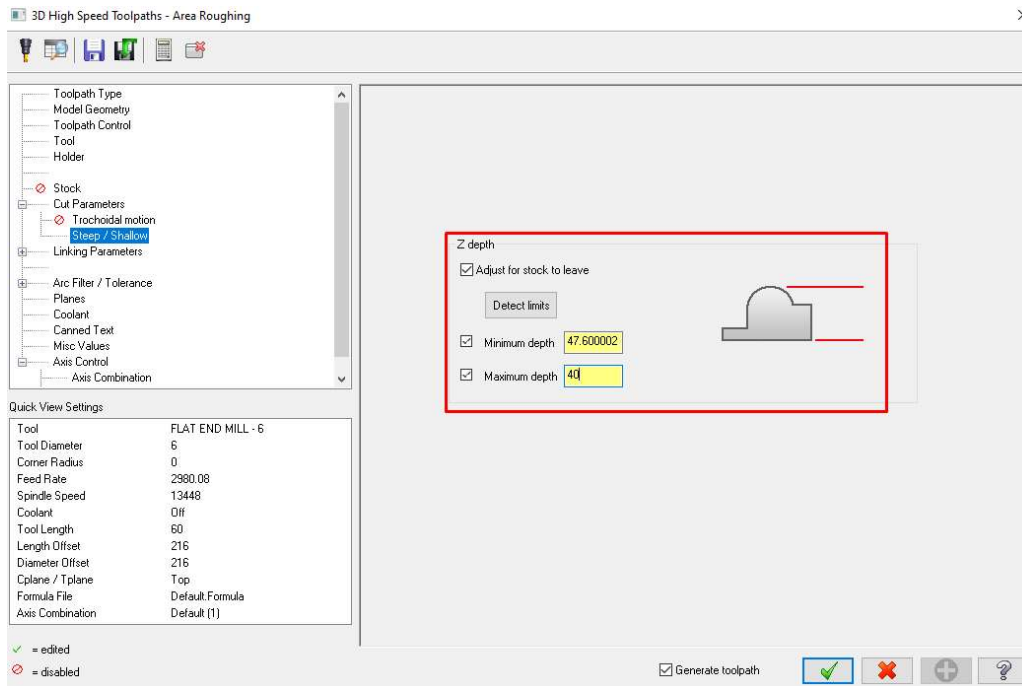 3D High Speed Toolpaths - Area Roughing
Toolpath Type
Model Geometry
Toolpath Control
Tool
Holder
Stock
Cut Parameters
Trochoidal motion
Steep / Shallow
Linking Parameters
Arc Filter / Tolerance
Planes
Coolant
Canned Text
Misc Values
Axis Control
Axis Combination
Z depth
Adjust for stock to leave
Detect limits
Minimum depth 47.600002
Maximum depth 40
Quick View Settings
Tool FLAT END MILL - 6
Tool Diameter 6
Corner Radius 0
Feed Rate 2980.08
Spindle Speed 13448
Coolant Off
Tool Length 60
Length Offset 216
Diameter Offset 216
Cplane / Tplane Top
Formula File Default.Formula
Axis Combination Default (1)
= edited
= disabled
Generate toolpath